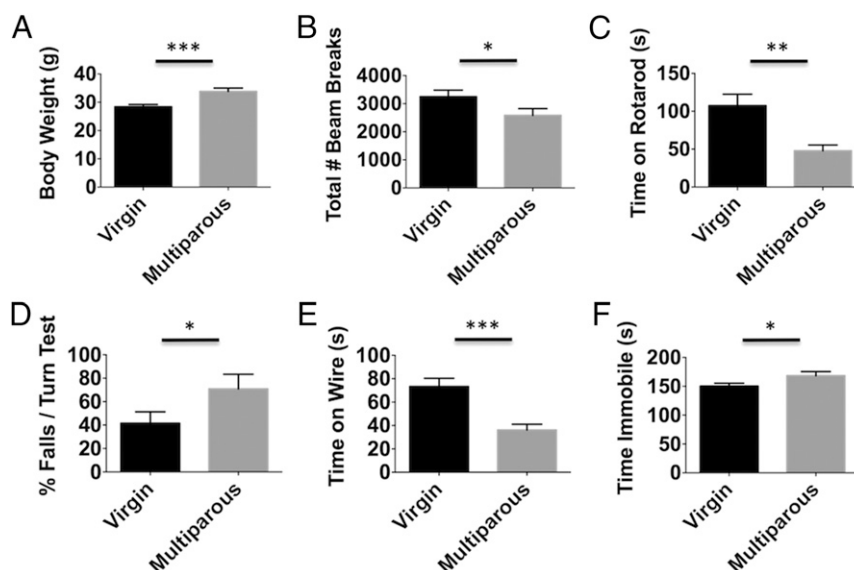 A
Body Weight (g)
40
30
20
10
0
***
Virgin
Multiparous
B
Total # Beam Breaks
4000
3000
2000
1000
0
*
Virgin
Multiparous
C
Time on Rotarod (s)
150
100
50
0
**
Virgin
Multiparous
D
% Falls / Turn Test
100
80
60
40
20
0
*
Virgin
Multiparous
E
Time on Wire (s)
100
80
60
40
20
0
***
Virgin
Multiparous
F
Time Immobile (s)
200
150
100
50
0
*
Virgin
Multiparous